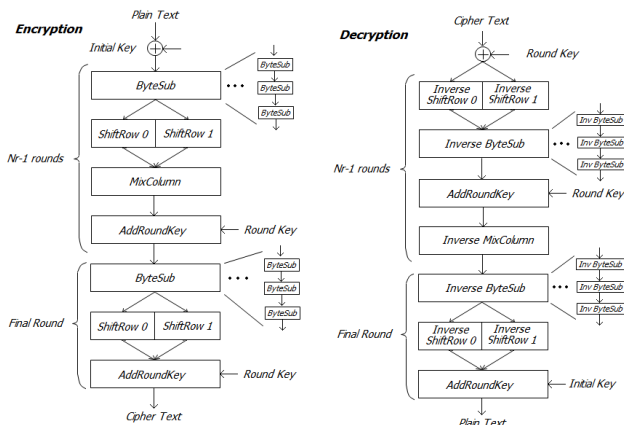 Encryption
Plain Text
Initial Key
ByteSub
ByteSub
ByteSub
ByteSub
ShiftRow 0
ShiftRow 1
Nr-1 rounds
MixColumn
AddRoundKey
Round Key
ByteSub
ByteSub
ByteSub
ByteSub
Final Round
ShiftRow 0
ShiftRow 1
AddRoundKey
Round Key
Cipher Text
Decryption
Cipher Text
Round Key
Inverse
ShiftRow 0
Inverse
ShiftRow 1
Inverse ByteSub
Inv ByteSub
Inv ByteSub
Inv ByteSub
Nr-1 rounds
AddRoundKey
Round Key
Inverse MixColumn
Inverse ByteSub
Inv ByteSub
Inv ByteSub
Inv ByteSub
Final Round
Inverse
ShiftRow 0
Inverse
ShiftRow 1
AddRoundKey
Initial Key
Plain Text